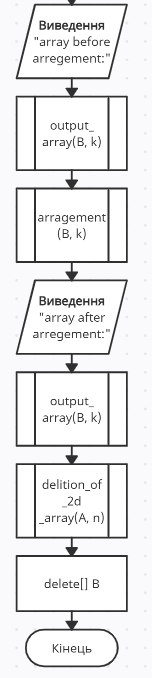 Виведення
"array before
arregement:"
output_
array(B, k)
arragement
(B, k)
Виведення
"array after
arregement:"
output_
array(B, k)
delition_of
_2d
_array(A, n)
delete[] B
Кінець